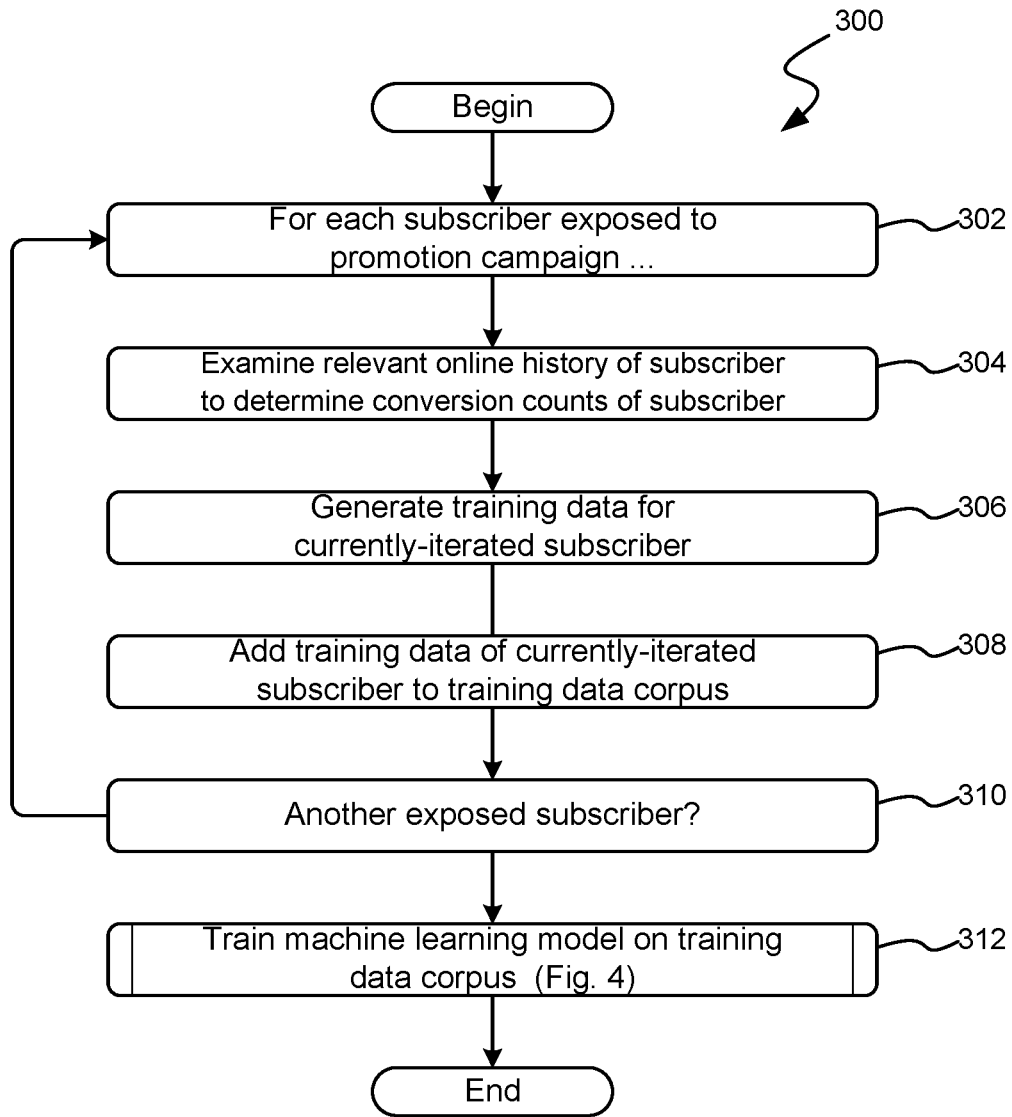 300
Begin
For each subscriber exposed to
promotion campaign ...
302
Examine relevant online history of subscriber
to determine conversion counts of subscriber
304
Generate training data for
currently-iterated subscriber
306
Add training data of currently-iterated
subscriber to training data corpus
308
Another exposed subscriber?
310
Train machine learning model on training
data corpus  (Fig. 4)
312
End